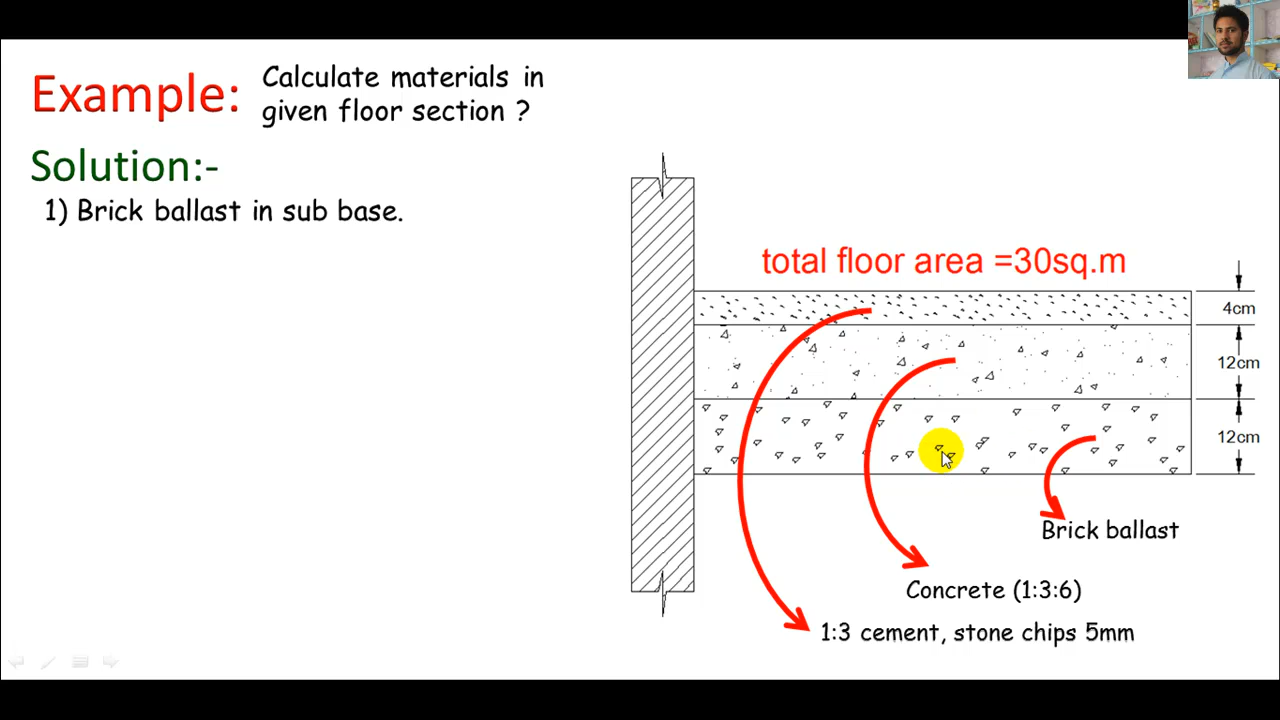 Example:
Calculate materials in
given floor section ?
Solution:-
1) Brick ballast in sub base.
total floor area =30sq.m
4cm
12cm
12cm
Brick ballast
Concrete (1:3:6)
1:3 cement, stone chips 5mm